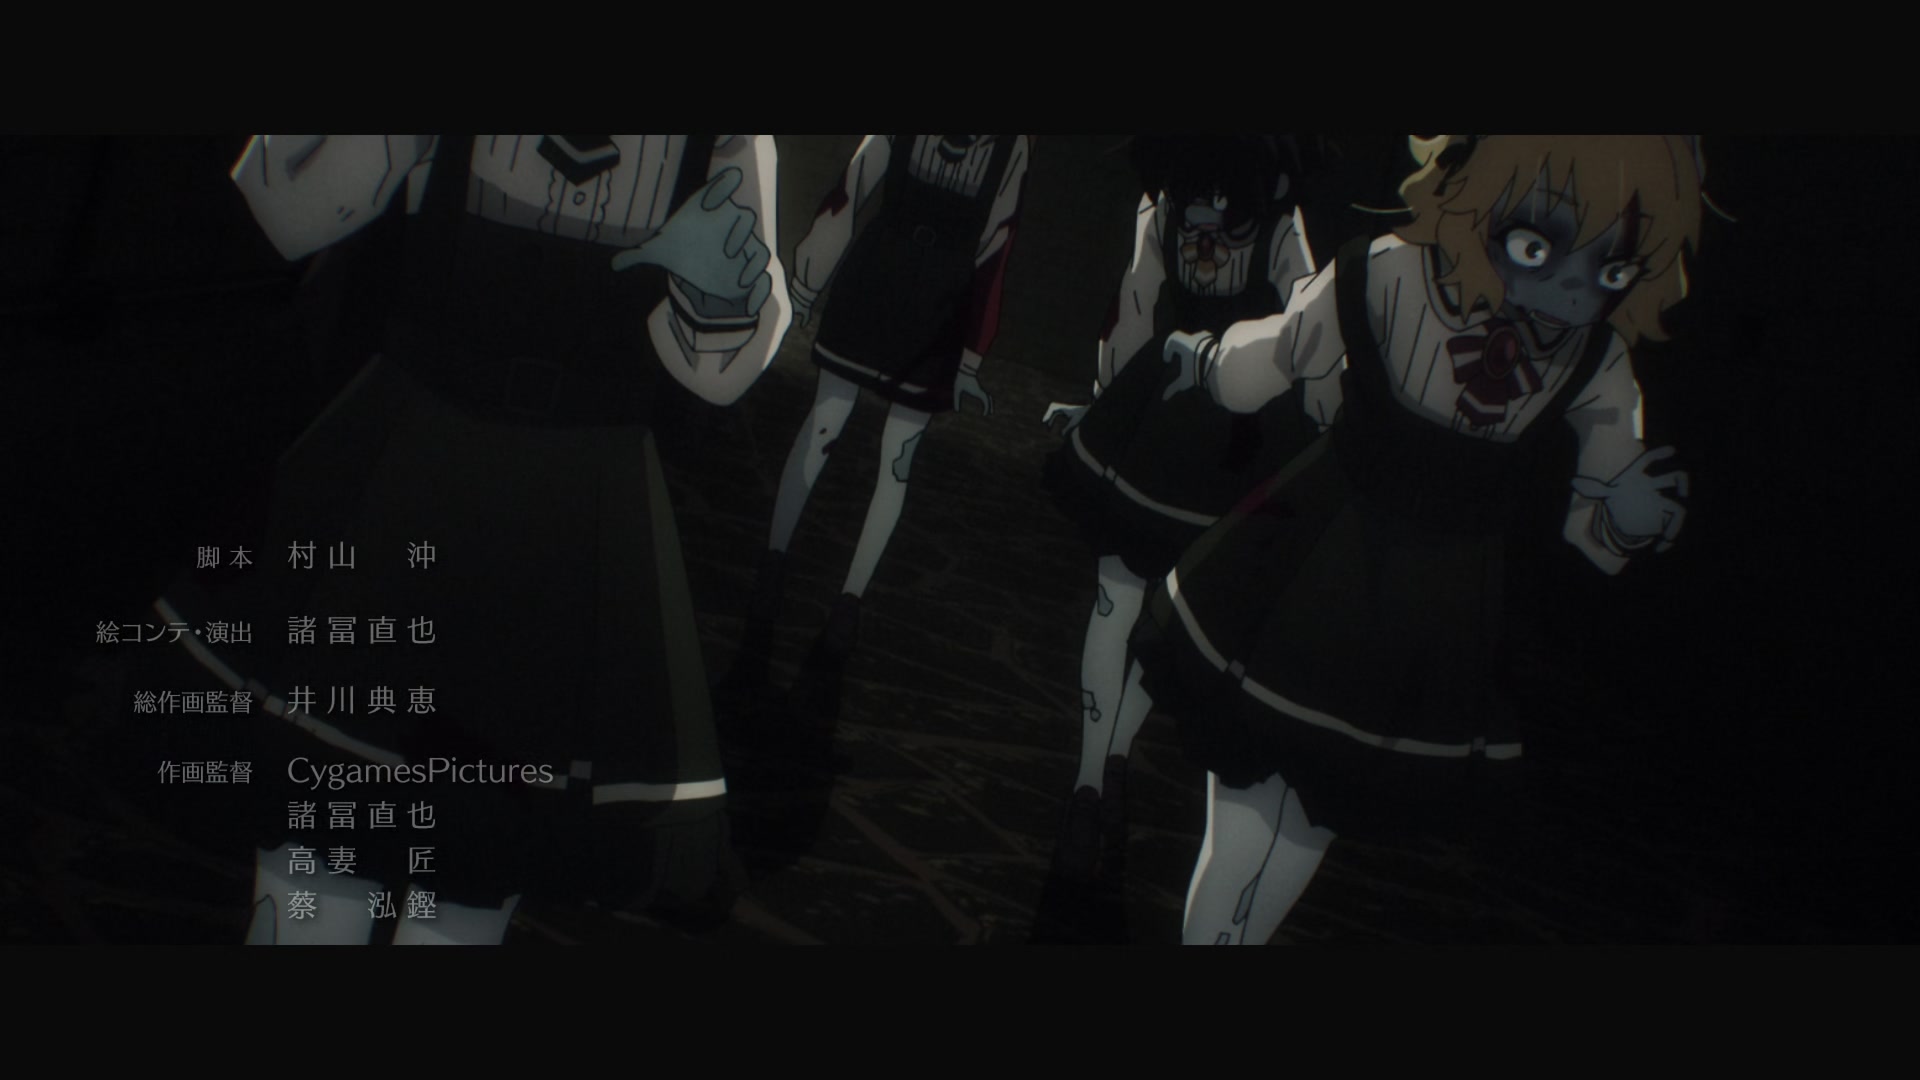 脚本 村山 沖
絵コンテ・演出 諸冨直也
総作画監督 井川典恵
作画監督 CygamesPictures
諸冨直也
高妻 匠
蔡 泓鏗